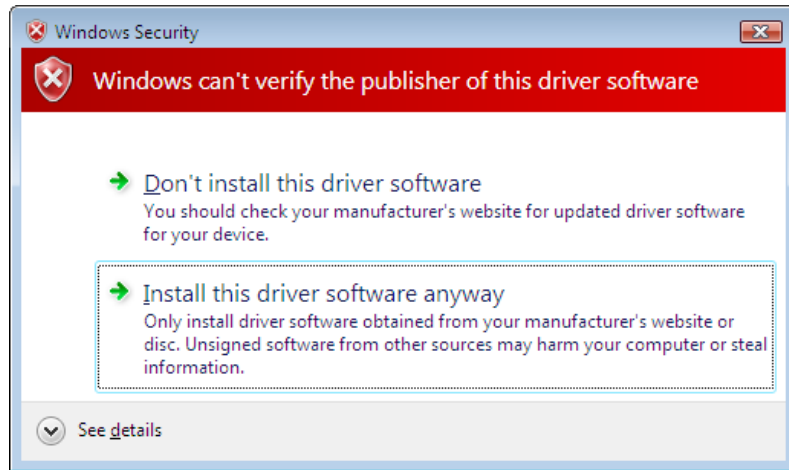 Windows Security
Windows can't verify the publisher of this driver software
Don't install this driver software
You should check your manufacturer's website for updated driver software
for your device.
Install this driver software anyway
Only install driver software obtained from your manufacturer's website or
disc. Unsigned software from other sources may harm your computer or steal
information.
See details